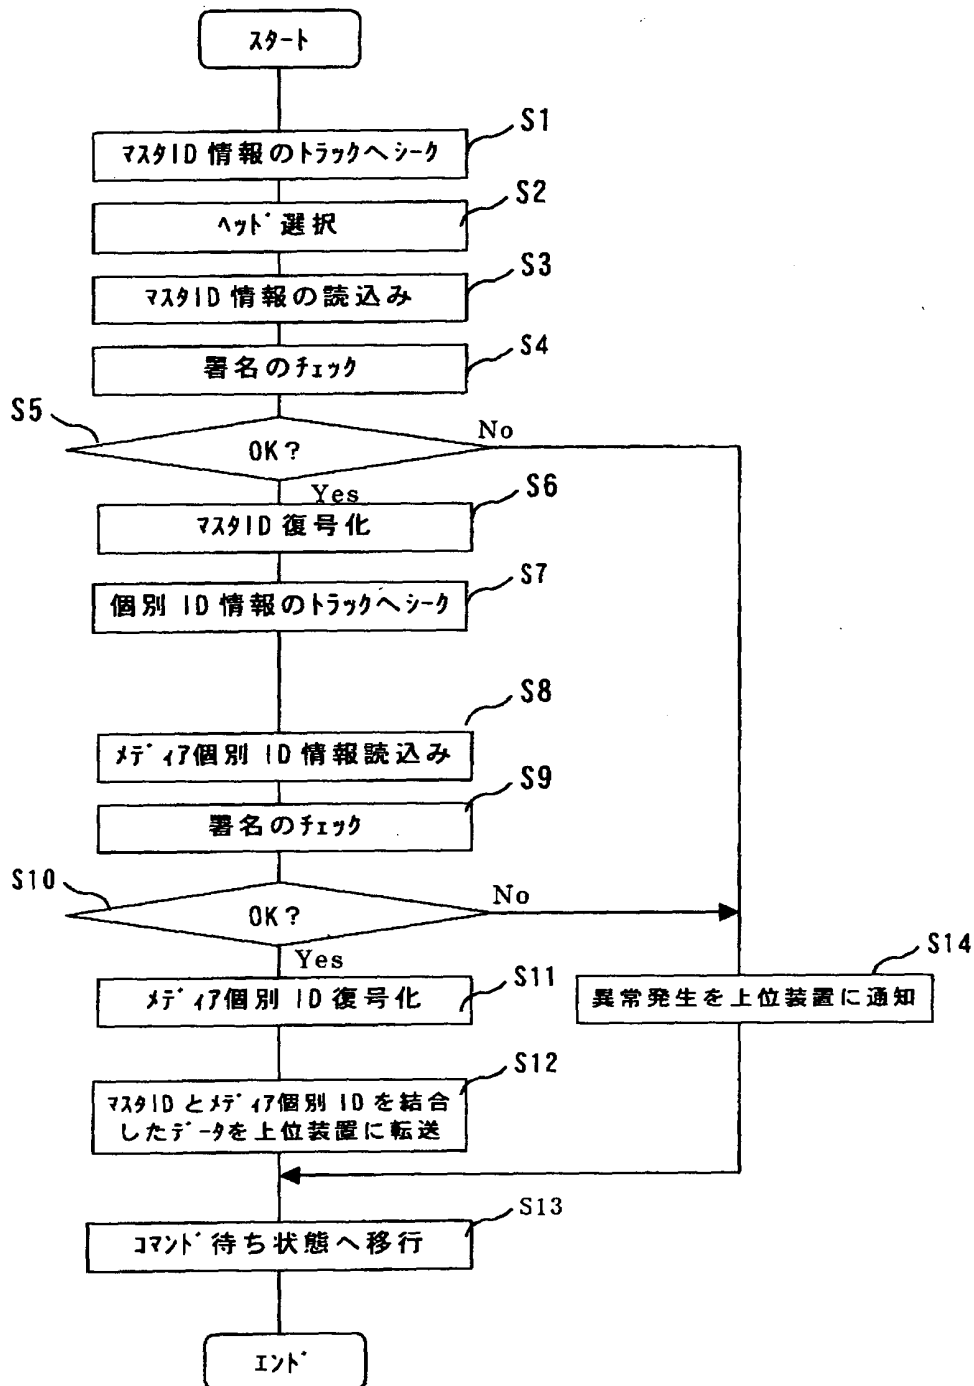 スタート
S1
マスタID 情報のトラックへシーク
S2
ヘッド選択
S3
マスタID 情報の読込み
S4
署名のチェック
S5
OK?
No
Yes
S6
マスタID 復号化
S7
個別 ID 情報のトラックへシーク
S8
メディア個別 ID 情報読込み
S9
署名のチェック
S10
OK?
No
Yes
S11
メディア個別 ID 復号化
S14
異常発生を上位装置に通知
S12
マスタID とメディア個別 ID を結合
したデータを上位装置に転送
S13
コマンド待ち状態へ移行
エンド